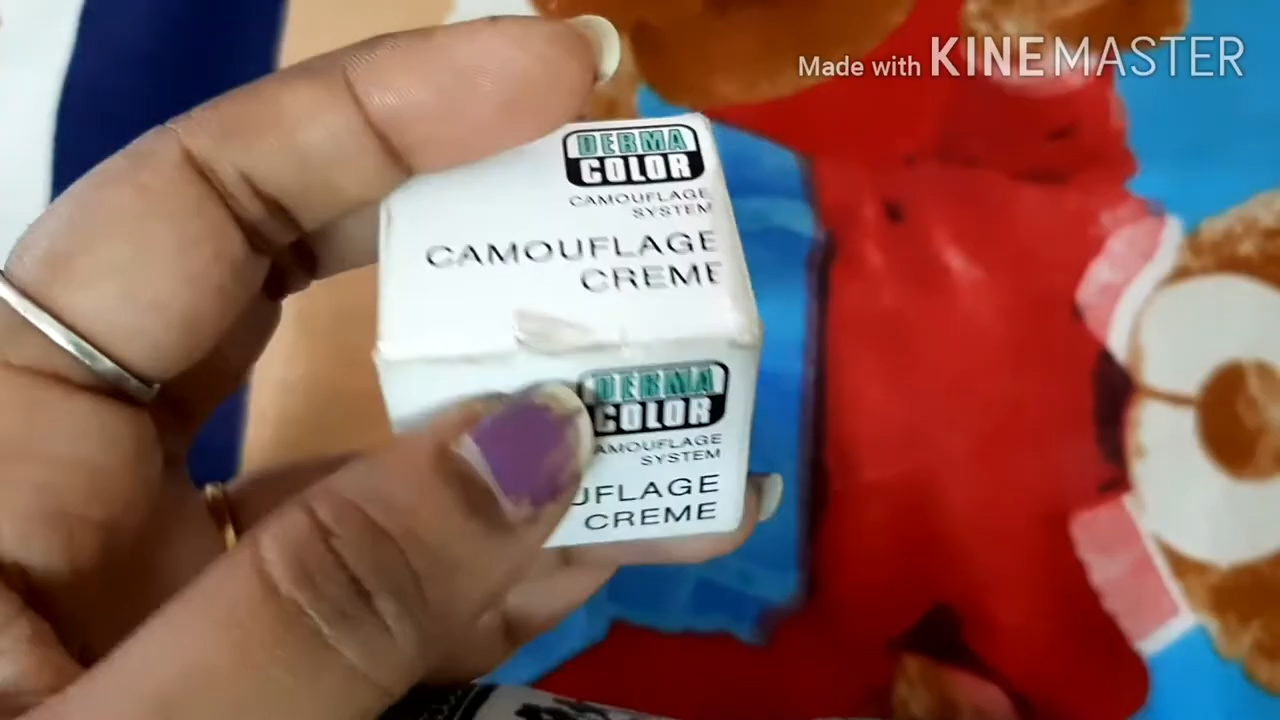 Made with KINEMASTER
DERMA
COLOR
CAMOUFLAGE
SYSTEM
CAMOUFLAGE
CREME
DERMA
COLOR
AMOUFLAGE
SYSTEM
UFLAGE
CREME